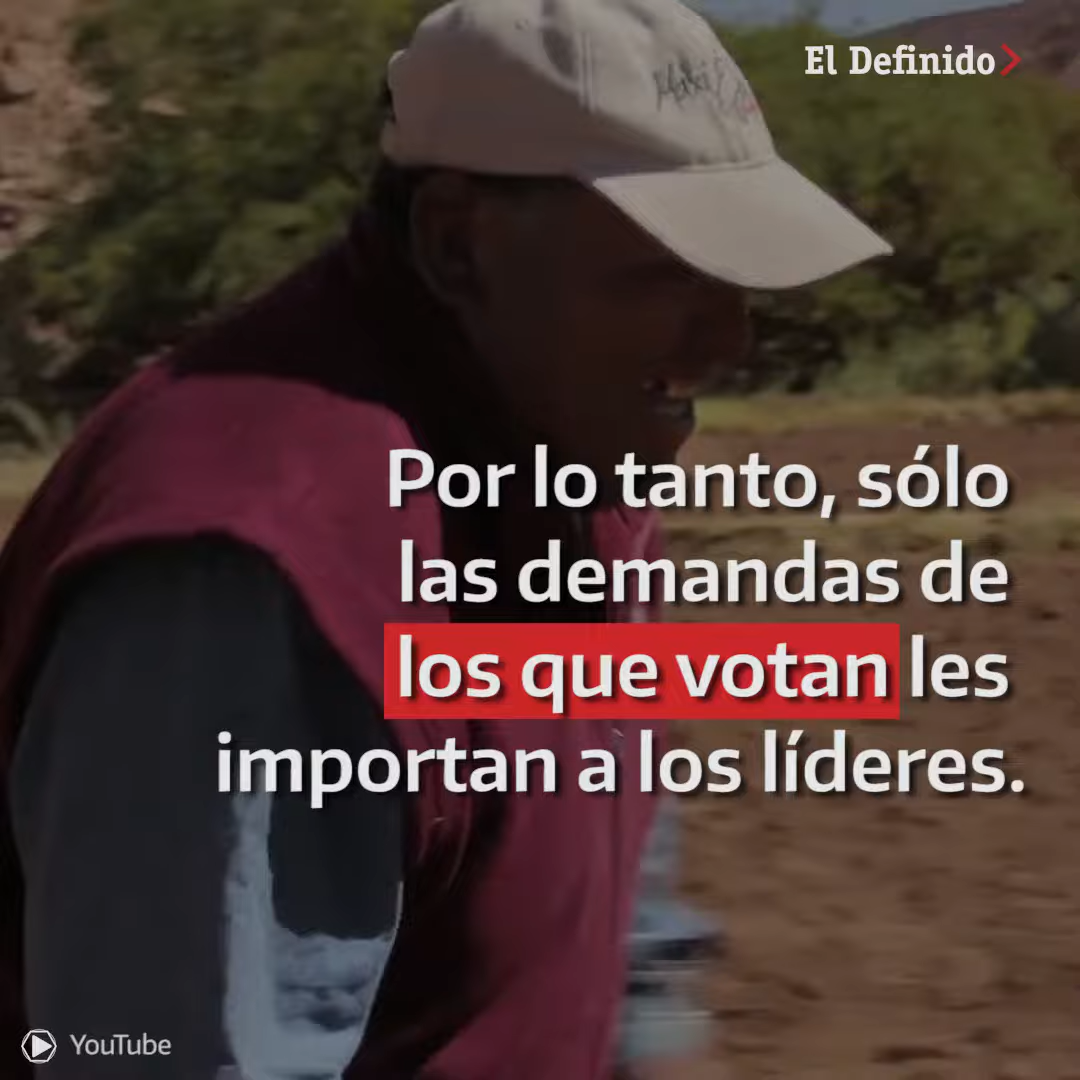 El Definido
Por lo tanto, sólo
las demandas de
los que votan les
importan a los líderes.
YouTube